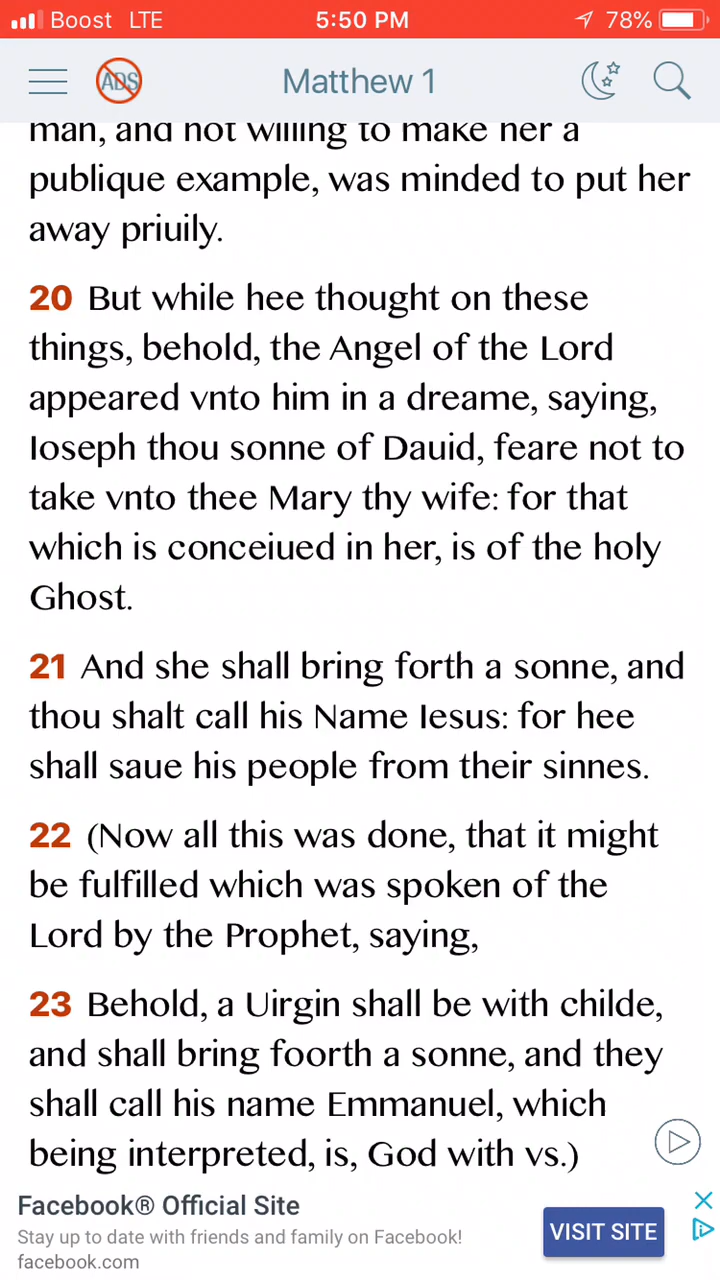 Boost LTE 5:50 PM 78%
ADS Matthew 1
man, and not willing to make her a
publique example, was minded to put her
away priuily.
20 But while hee thought on these
things, behold, the Angel of the Lord
appeared vnto him in a dreame, saying,
Ioseph thou sonne of Dauid, feare not to
take vnto thee Mary thy wife: for that
which is conceiued in her, is of the holy
Ghost.
21 And she shall bring forth a sonne, and
thou shalt call his Name Iesus: for hee
shall saue his people from their sinnes.
22 (Now all this was done, that it might
be fulfilled which was spoken of the
Lord by the Prophet, saying,
23 Behold, a Uirgin shall be with childe,
and shall bring foorth a sonne, and they
shall call his name Emmanuel, which
being interpreted, is, God with vs.)
Facebook® Official Site
Stay up to date with friends and family on Facebook!
facebook.com
VISIT SITE